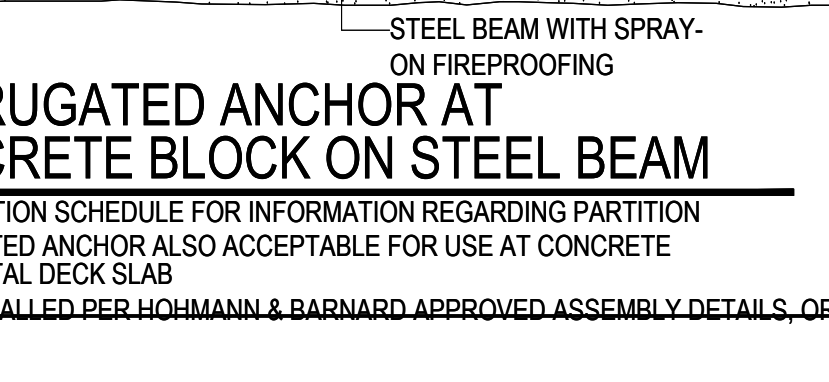 STEEL BEAM WITH SPRAY-
ON FIREPROOFING
RUGATED ANCHOR AT
CRETE BLOCK ON STEEL BEAM
TION SCHEDULE FOR INFORMATION REGARDING PARTITION
TED ANCHOR ALSO ACCEPTABLE FOR USE AT CONCRETE
TAL DECK SLAB
ALLED PER HOHMANN & BARNARD APPROVED ASSEMBLY DETAILS, OR